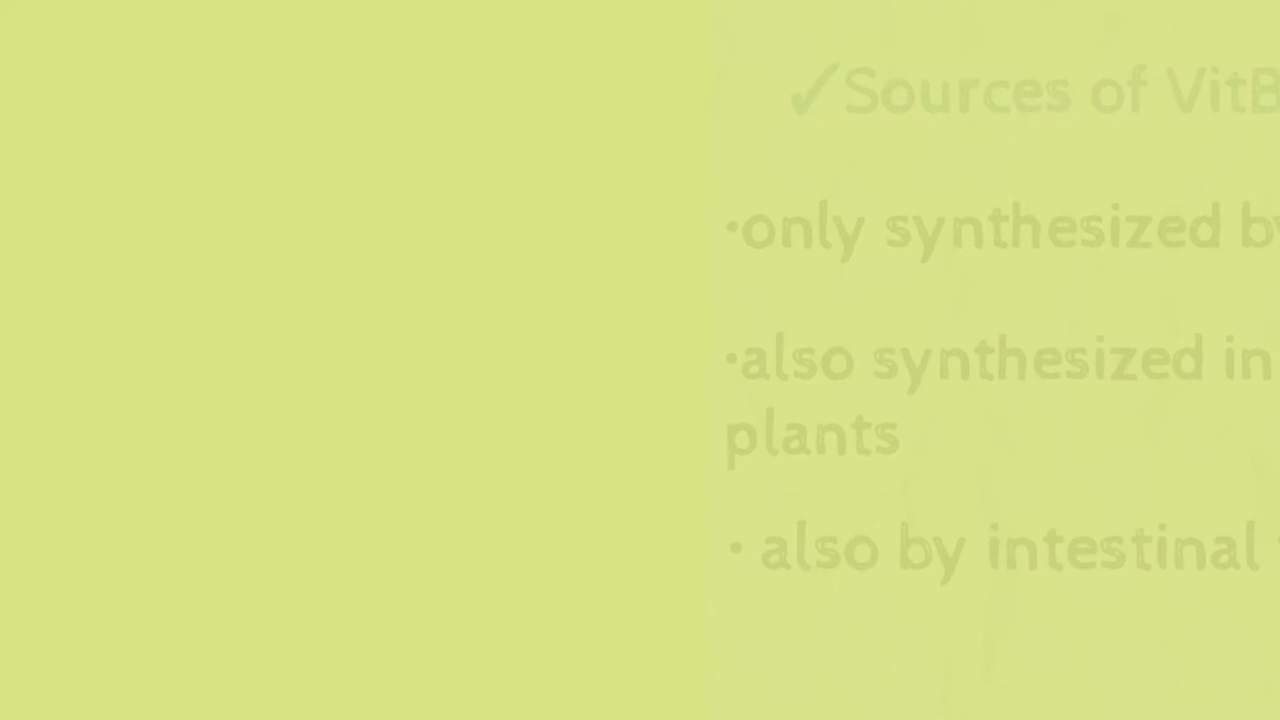 ✓Sources of VitB
•only synthesized by
•also synthesized in
plants
• also by intestinal